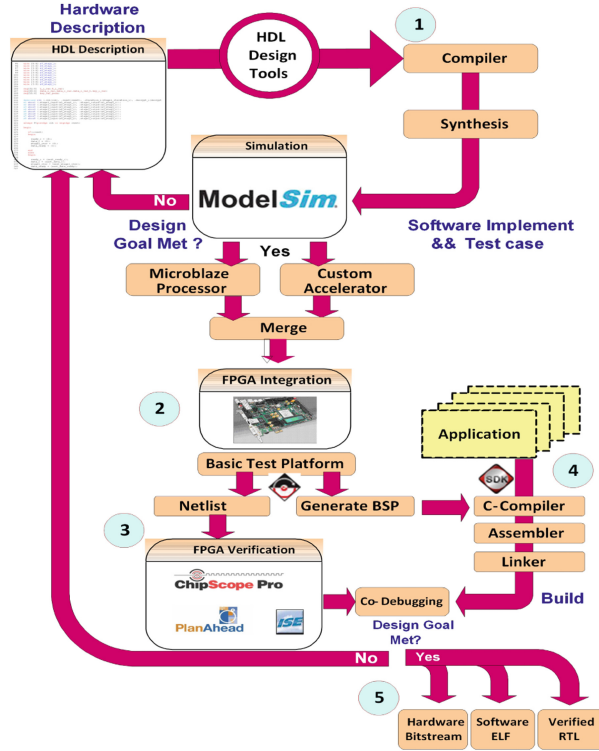 Hardware
Description
HDL Description
HDL
Design
Tools
1
Compiler
Synthesis
Simulation
ModelSim
No
Design
Goal Met ?
Yes
Software Implement
&& Test case
Microblaze
Processor
Custom
Accelerator
Merge
2
FPGA Integration
Basic Test Platform
Application
4
SDK
Netlist
Generate BSP
C-Compiler
3
FPGA Verification
Assembler
ChipScope Pro
Linker
PlanAhead
ISE
Co- Debugging
Build
Design Goal
Met?
No
Yes
5
Hardware
Bitstream
Software
ELF
Verified
RTL